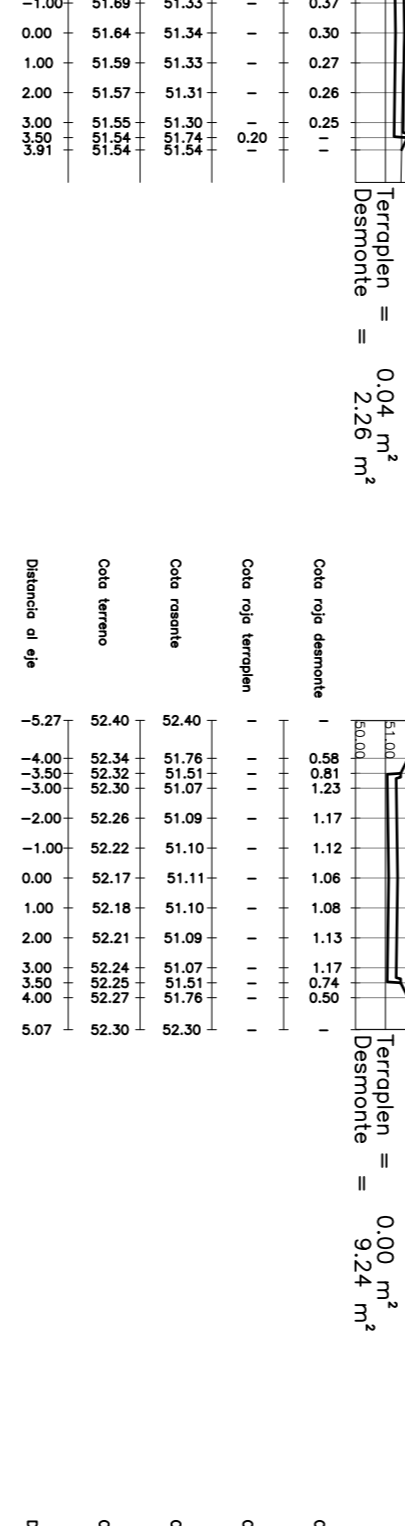 -1.00 51.69 51.33 - 0.37
0.00 51.64 51.34 - 0.30
1.00 51.59 51.33 - 0.27
2.00 51.57 51.31 - 0.26
3.00 51.55 51.30 - 0.25
3.50 51.54 51.74 0.20 -
3.91 51.54 51.54 - -
Terraplen = 0.04 m²
Desmonte = 2.26 m²
Distancia al eje
Cota terreno
Cota rasante
Cota roja terraplen
Cota roja desmonte
51.00
50.00
-5.27 52.40 52.40 - -
-4.00 52.34 51.76 - 0.58
-3.50 52.32 51.51 - 0.81
-3.00 52.30 51.07 - 1.23
-2.00 52.26 51.09 - 1.17
-1.00 52.22 51.10 - 1.12
0.00 52.17 51.11 - 1.06
1.00 52.18 51.10 - 1.08
2.00 52.21 51.09 - 1.13
3.00 52.24 51.07 - 1.17
3.50 52.25 51.51 - 0.74
4.00 52.27 51.76 - 0.50
5.07 52.30 52.30 - -
Terraplen = 0.00 m²
Desmonte = 9.24 m²
D
C
C
C
C